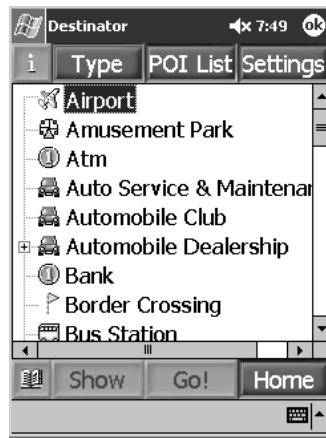 Destinator 7:49 ok
i Type POI List Settings
Airport
Amusement Park
Atm
Auto Service & Maintenan
Automobile Club
Automobile Dealership
Bank
Border Crossing
Bus Station
Show Go! Home